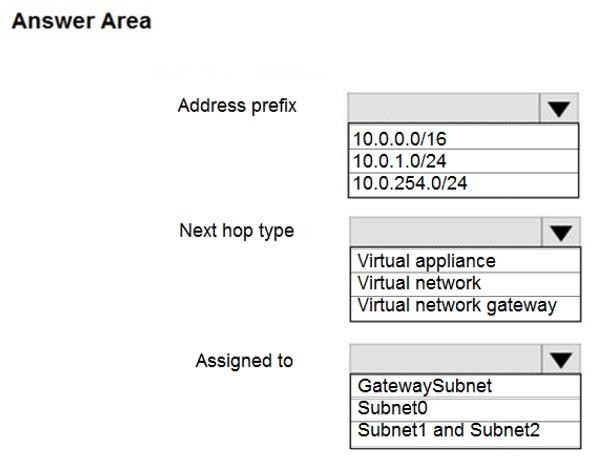 Answer Area
Address prefix
10.0.0.0/16
10.0.1.0/24
10.0.254.0/24
Next hop type
Virtual appliance
Virtual network
Virtual network gateway
Assigned to
GatewaySubnet
Subnet0
Subnet1 and Subnet2